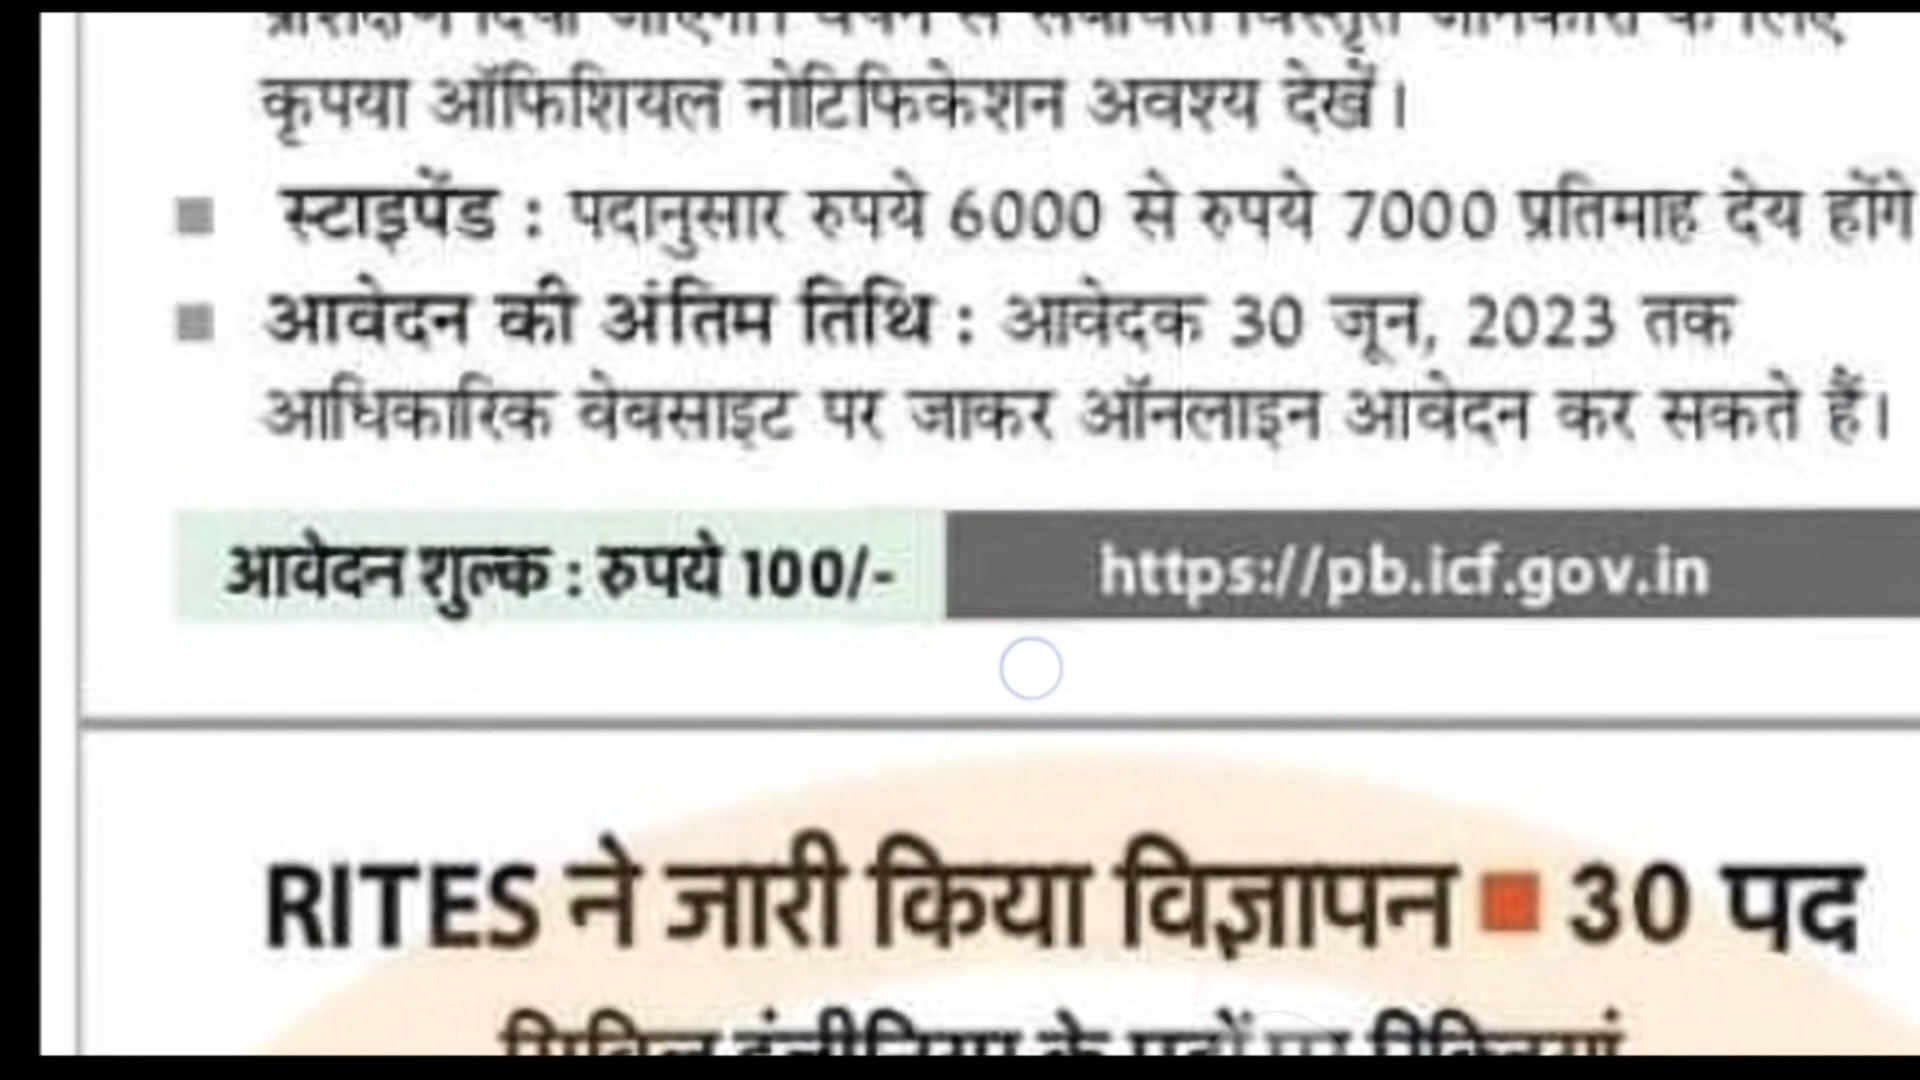 कृपया ऑफिशियल नोटिफिकेशन अवश्य देखें।
स्टाइपेंड : पदानुसार रुपये 6000 से रुपये 7000 प्रतिमाह देय होंगे
आवेदन की अंतिम तिथि : आवेदक 30 जून, 2023 तक
आधिकारिक वेबसाइट पर जाकर ऑनलाइन आवेदन कर सकते हैं।
आवेदन शुल्क : रुपये 100/-
https://pb.icf.gov.in
RITES ने जारी किया विज्ञापन ■ 30 पद